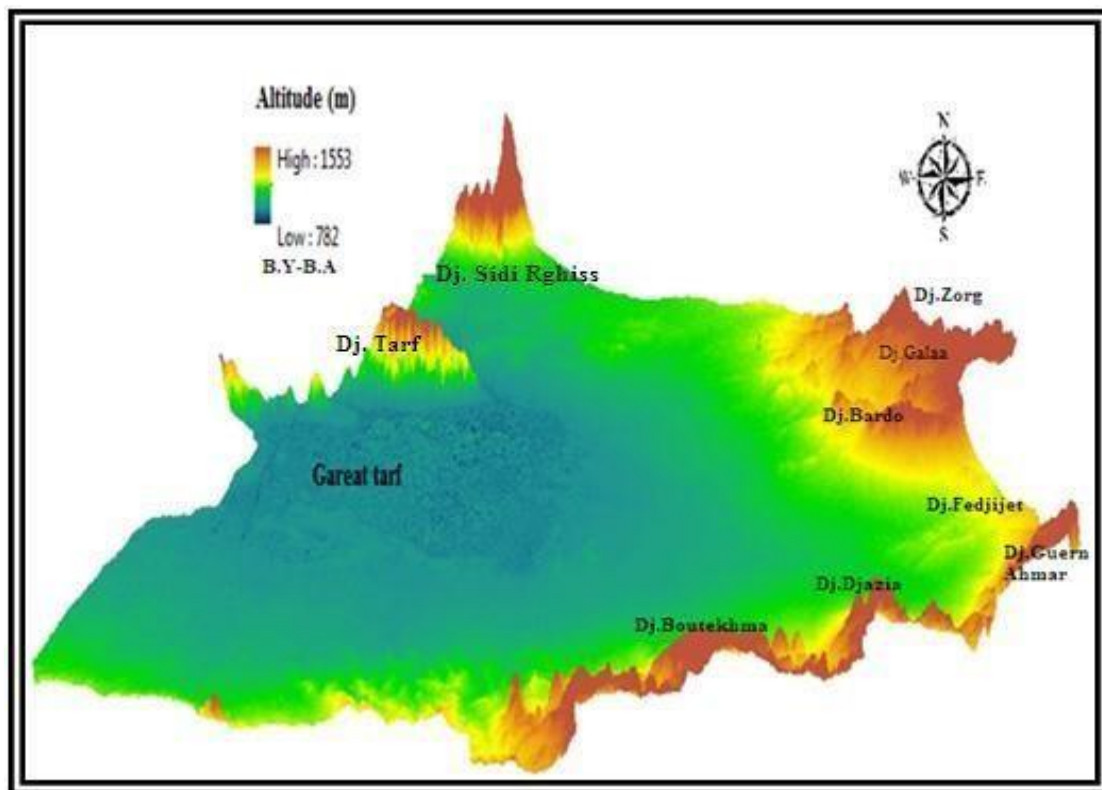 Altitude (m)
High : 1553
Low : 782
B.Y-B.A
N
W
E
S
Dj. Sidi Rghiss
Dj.Zorg
Dj. Tarf
Dj.Galaa
Dj.Bardo
Gareat tarf
Dj.Fedjijet
Dj.Guern
Ahmar
Dj.Djazia
Dj.Boutekhma